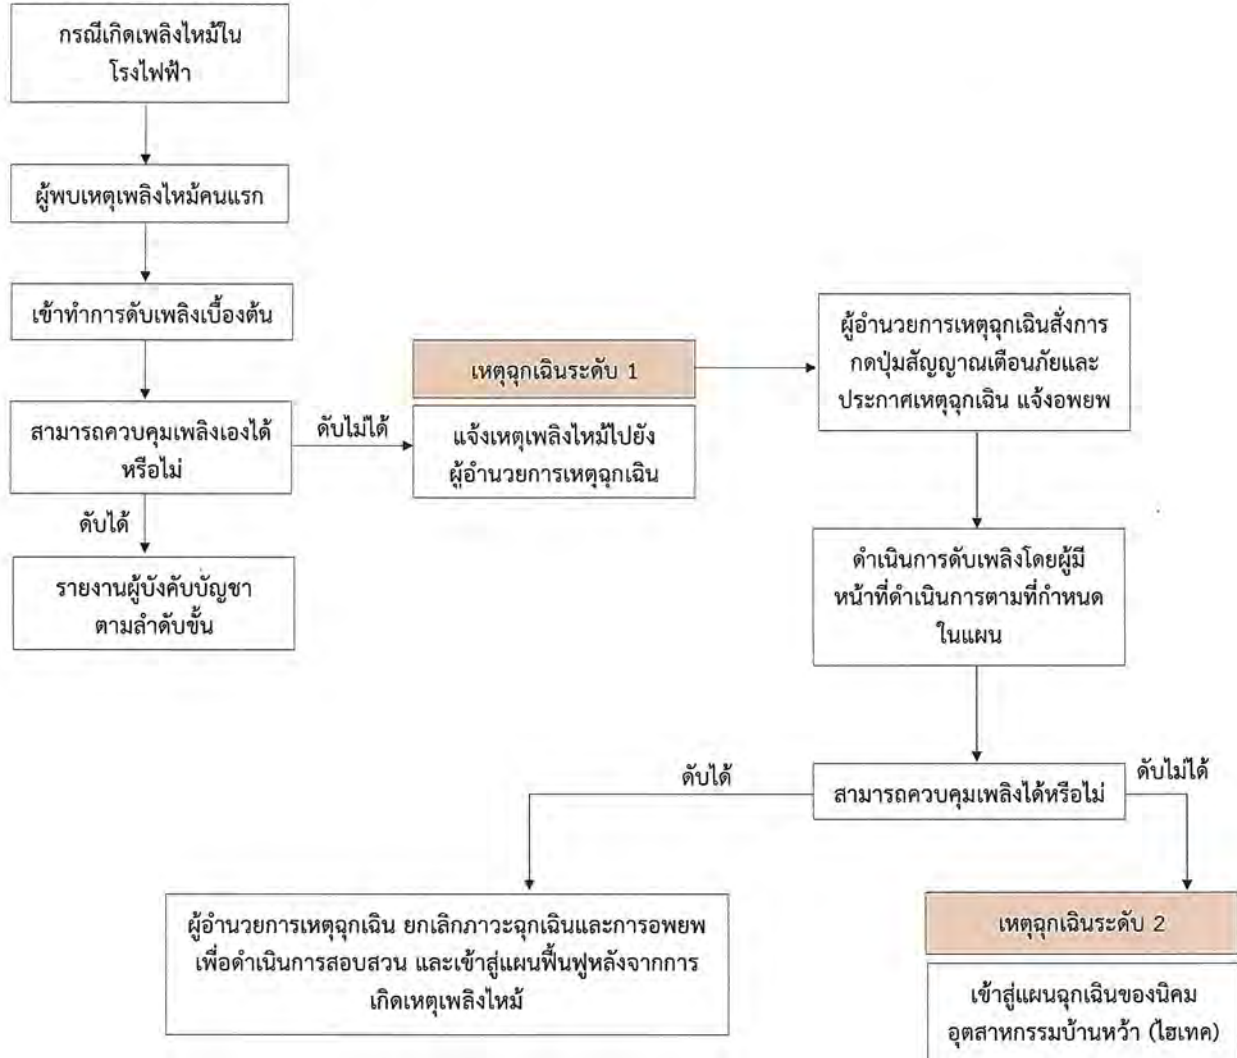 กรณีเกิดเพลิงไหม้ใน
โรงไฟฟ้า
ผู้พบเหตุเพลิงไหม้คนแรก
เข้าทำการดับเพลิงเบื้องต้น
สามารถควบคุมเพลิงเองได้
หรือไม่
ดับได้
รายงานผู้บังคับบัญชา
ตามลำดับขั้น
ดับไม่ได้
เหตุฉุกเฉินระดับ 1
แจ้งเหตุเพลิงไหม้ไปยัง
ผู้อำนวยการเหตุฉุกเฉิน
ผู้อำนวยการเหตุฉุกเฉินสั่งการ
กดปุ่มสัญญาณเตือนภัยและ
ประกาศเหตุฉุกเฉิน แจ้งอพยพ
ดำเนินการดับเพลิงโดยผู้มี
หน้าที่ดำเนินการตามที่กำหนด
ในแผน
สามารถควบคุมเพลิงได้หรือไม่
ดับได้
ผู้อำนวยการเหตุฉุกเฉิน ยกเลิกภาวะฉุกเฉินและการอพยพ
เพื่อดำเนินการสอบสวน และเข้าสู่แผนฟื้นฟูหลังจากการ
เกิดเหตุเพลิงไหม้
ดับไม่ได้
เหตุฉุกเฉินระดับ 2
เข้าสู่แผนฉุกเฉินของนิคม
อุตสาหกรรมบ้านหว้า (ไฮเทค)